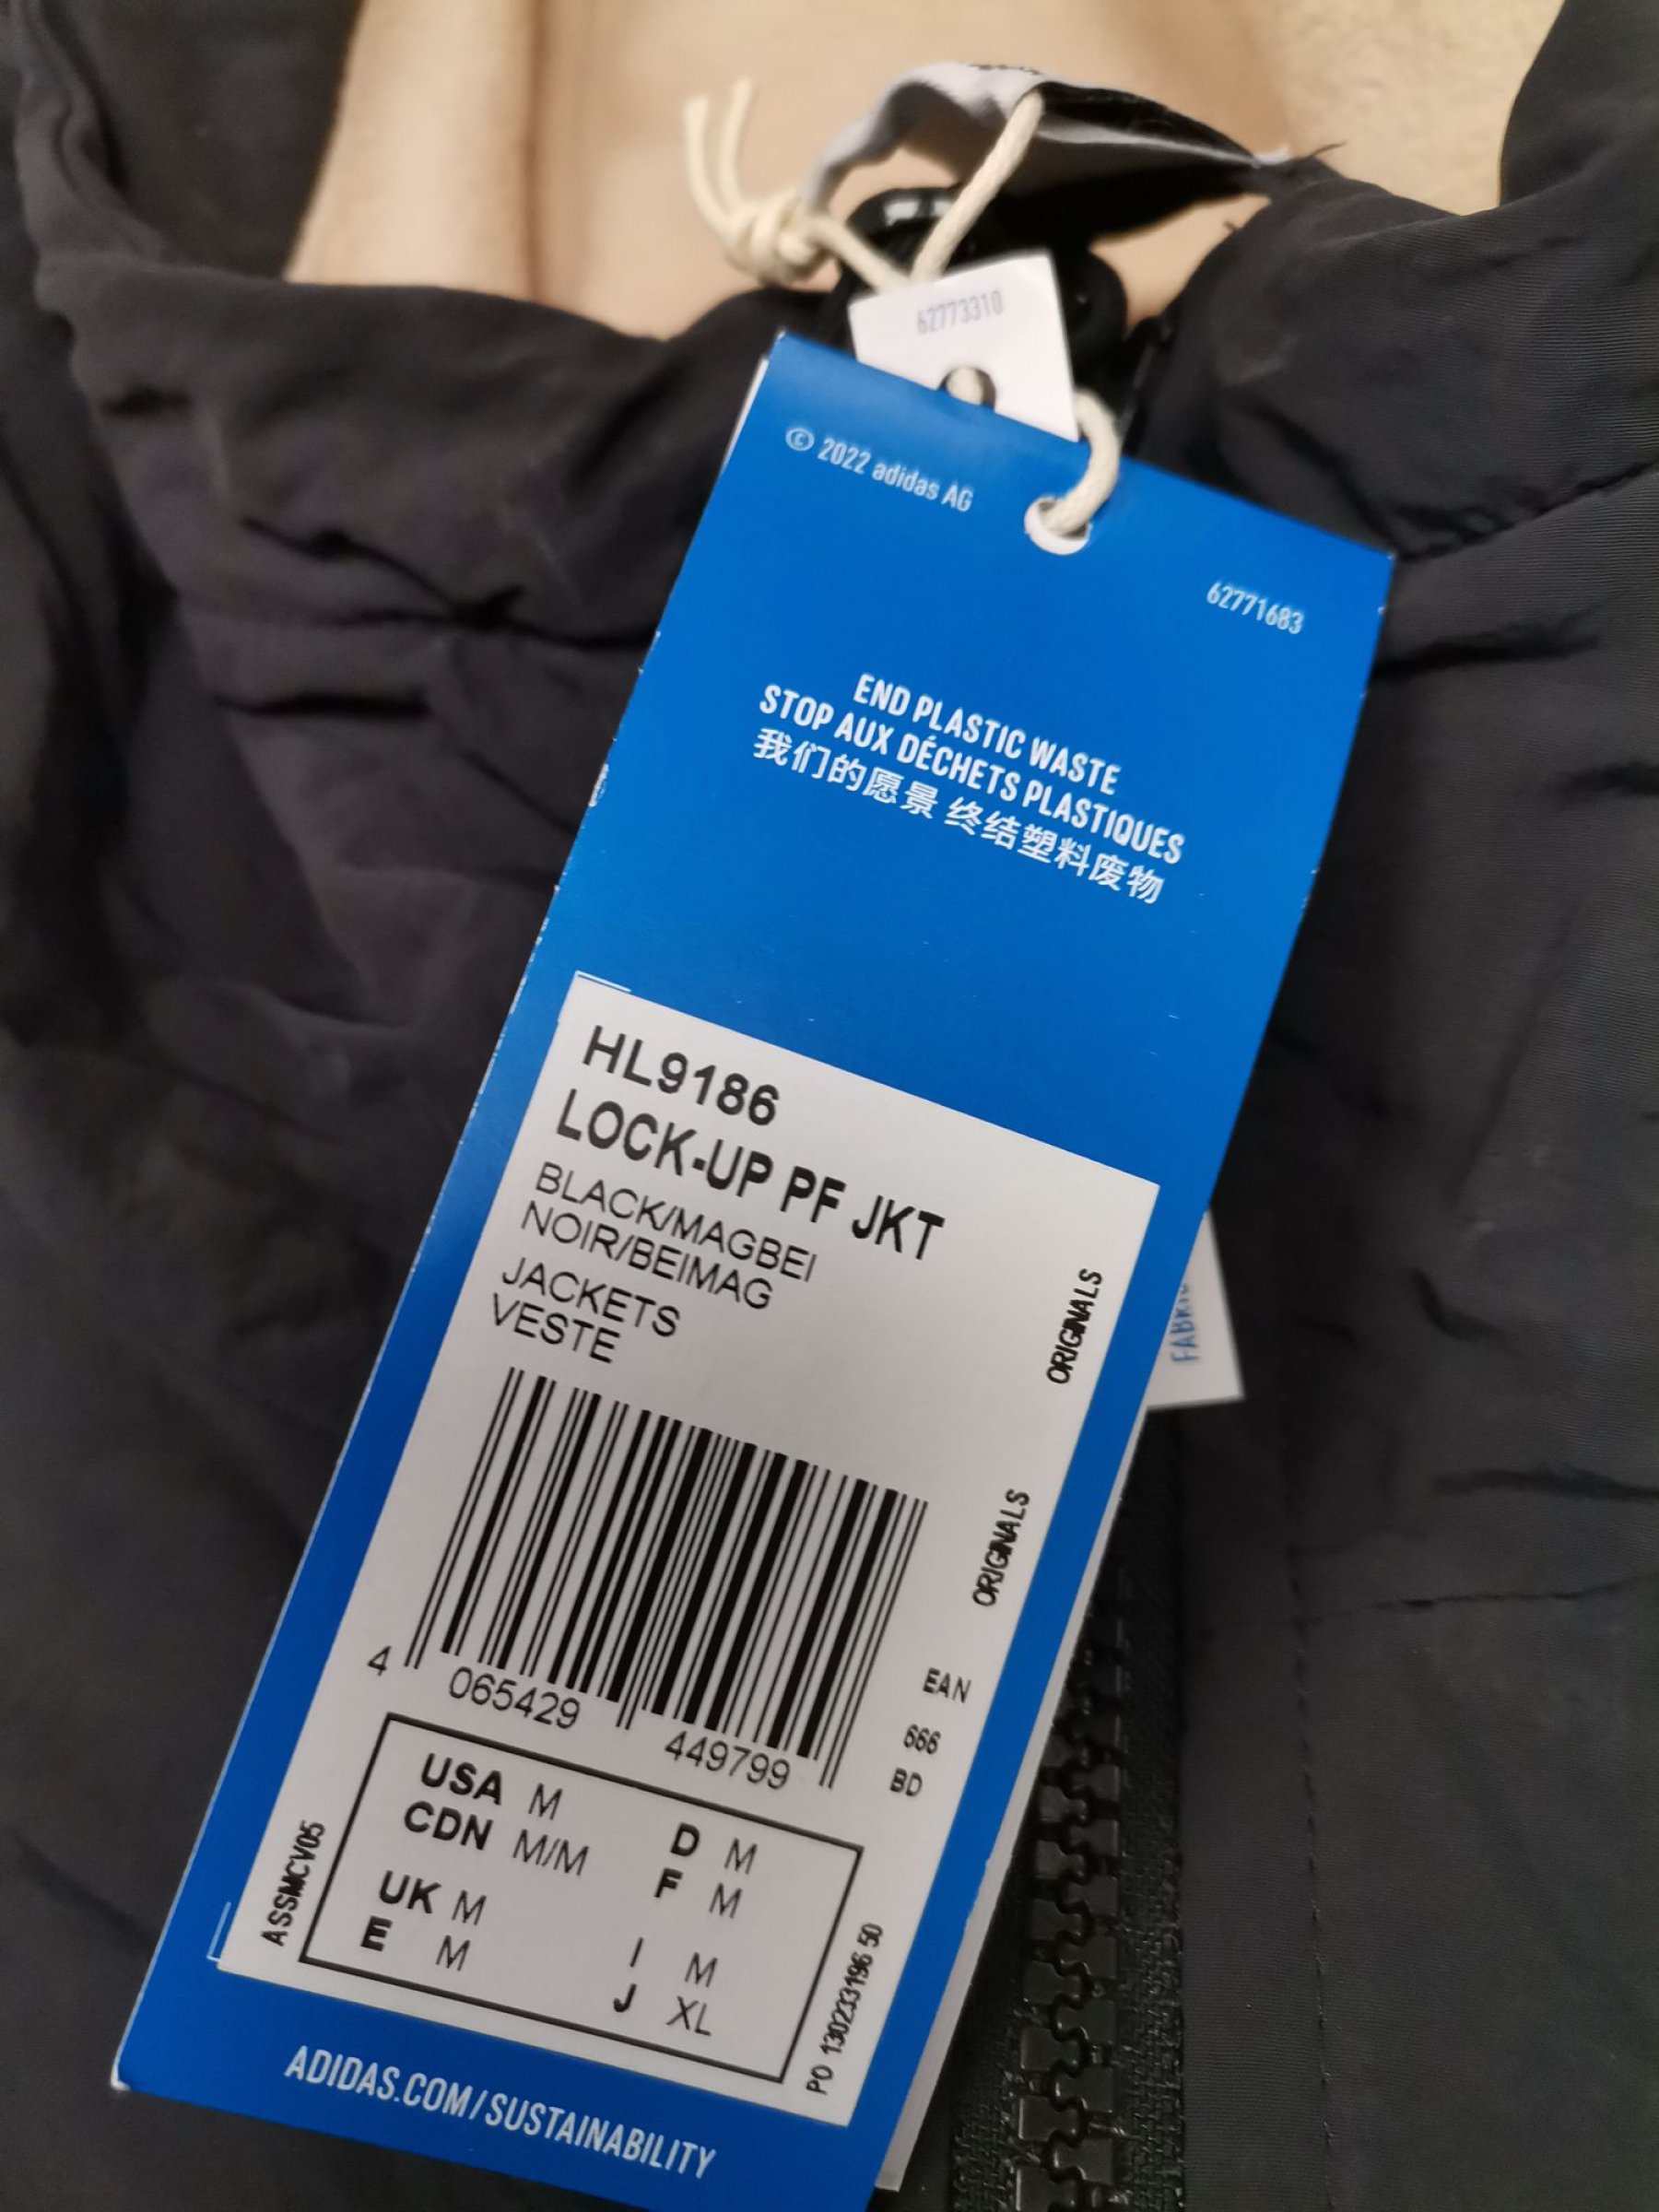 62773310
© 2022 adidas AG
62771683
END PLASTIC WASTE
STOP AUX DÉCHETS PLASTIQUES
我们的愿景 终结塑料废物
HL9186
LOCK-UP PF JKT
BLACK/MAGBEI
NOIR/BEIMAG
JACKETS
VESTE
ORIGINALS
ORIGINALS
4 065429 449799
EAN
666
BD
USA M
CDN M/M
UK M
E M
D M
F M
I M
J XL
ASSMCV05
PO 130233196 50
ADIDAS.COM/SUSTAINABILITY